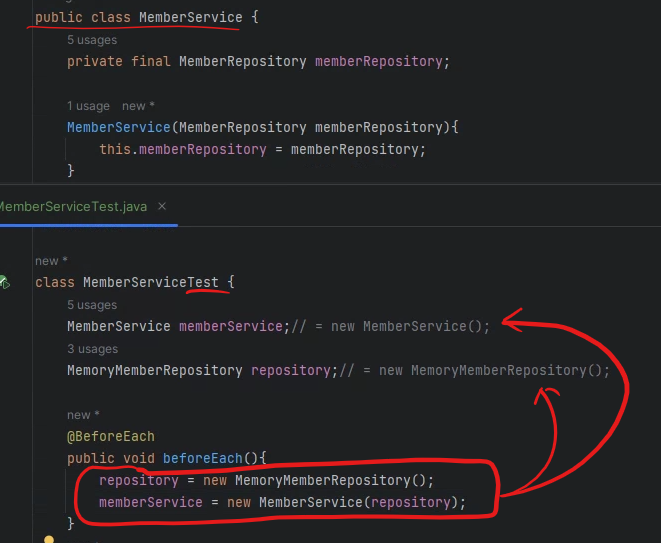 public class MemberService {
5 usages
private final MemberRepository memberRepository;
1 usage new *
MemberService(MemberRepository memberRepository){
this.memberRepository = memberRepository;
}
MemberServiceTest.java ×
new *
class MemberServiceTest {
5 usages
MemberService memberService;// = new MemberService();
3 usages
MemoryMemberRepository repository;// = new MemoryMemberRepository();
new *
@BeforeEach
public void beforeEach(){
repository = new MemoryMemberRepository();
memberService = new MemberService(repository);
}